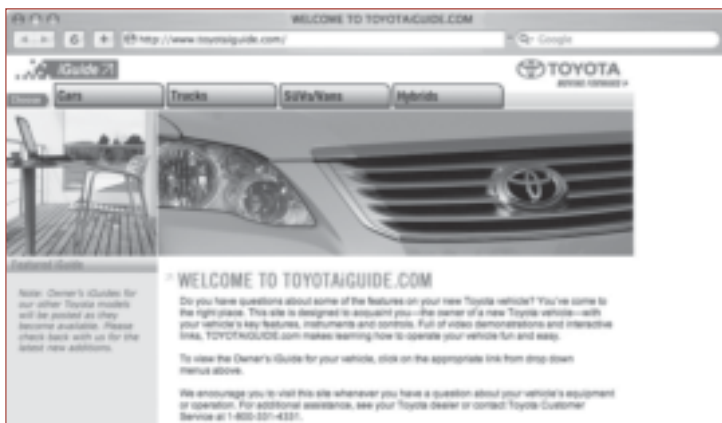 WELCOME TO TOYOTAiGUIDE.COM
http://www.toyotaiguide.com/
Google
iGuide
TOYOTA
Choose
Cars
Trucks
SUVs/Vans
Hybrids
Featured iGuide
Note: Owner's iGuides for
our other Toyota models
will be posted as they
become available. Please
check back with us for the
latest new additions.
WELCOME TO TOYOTAiGUIDE.COM
Do you have questions about some of the features on your new Toyota vehicle? You've come to
the right place. This site is designed to acquaint you—the owner of a new Toyota vehicle—with
your vehicle's key features, instruments and controls. Full of video demonstrations and interactive
links, TOYOTAiGUIDE.com makes learning how to operate your vehicle fun and easy.
To view the Owner's iGuide for your vehicle, click on the appropriate link from drop down
menus above.
We encourage you to visit this site whenever you have a question about your vehicle's equipment
or operation. For additional assistance, see your Toyota dealer or contact Toyota Customer
Service at 1-800-331-4331.